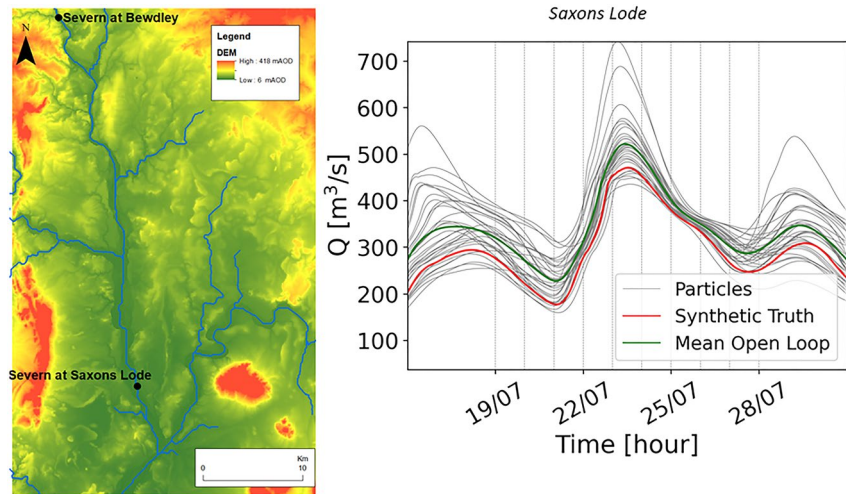 Severn at Bewdley
N
Legend
DEM
High : 418 mAOD
Low : 6 mAOD
Severn at Saxons Lode
Km
0
10
Saxons Lode
Q [m³/s]
700
600
500
400
300
200
100
Particles
Synthetic Truth
Mean Open Loop
19/07
22/07
25/07
28/07
Time [hour]